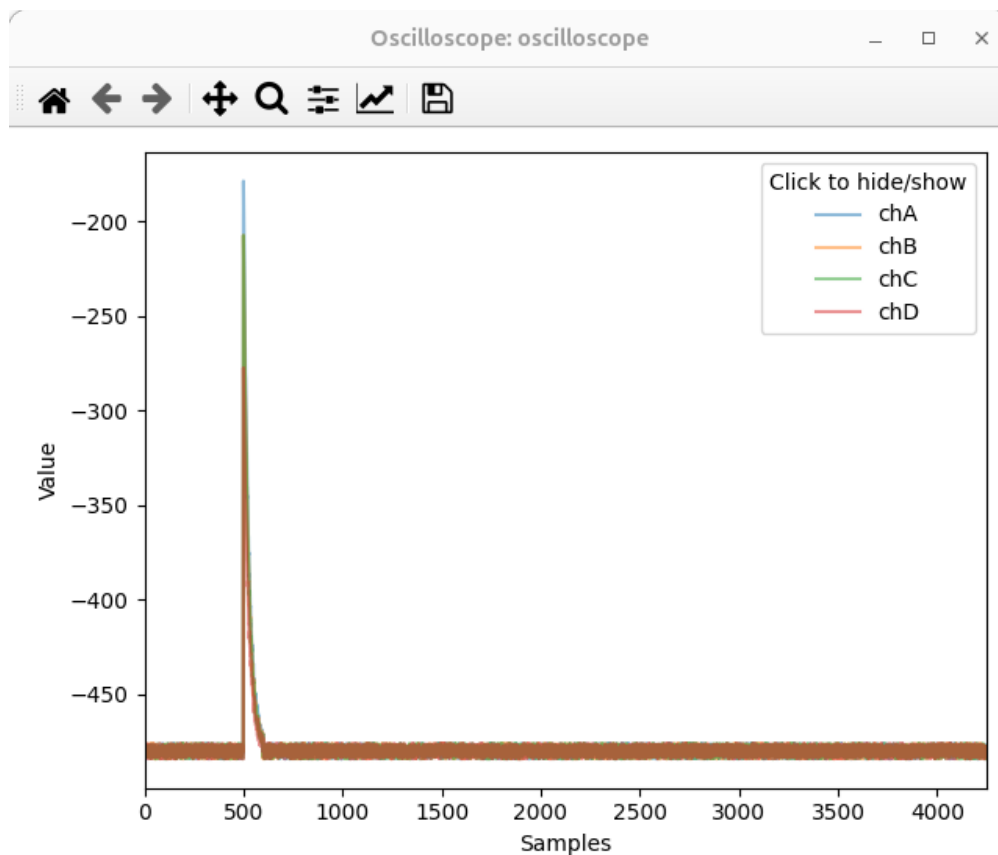 Oscilloscope: oscilloscope
Click to hide/show
chA
chB
chC
chD
−200
−250
−300
−350
−400
−450
Value
0 500 1000 1500 2000 2500 3000 3500 4000
Samples